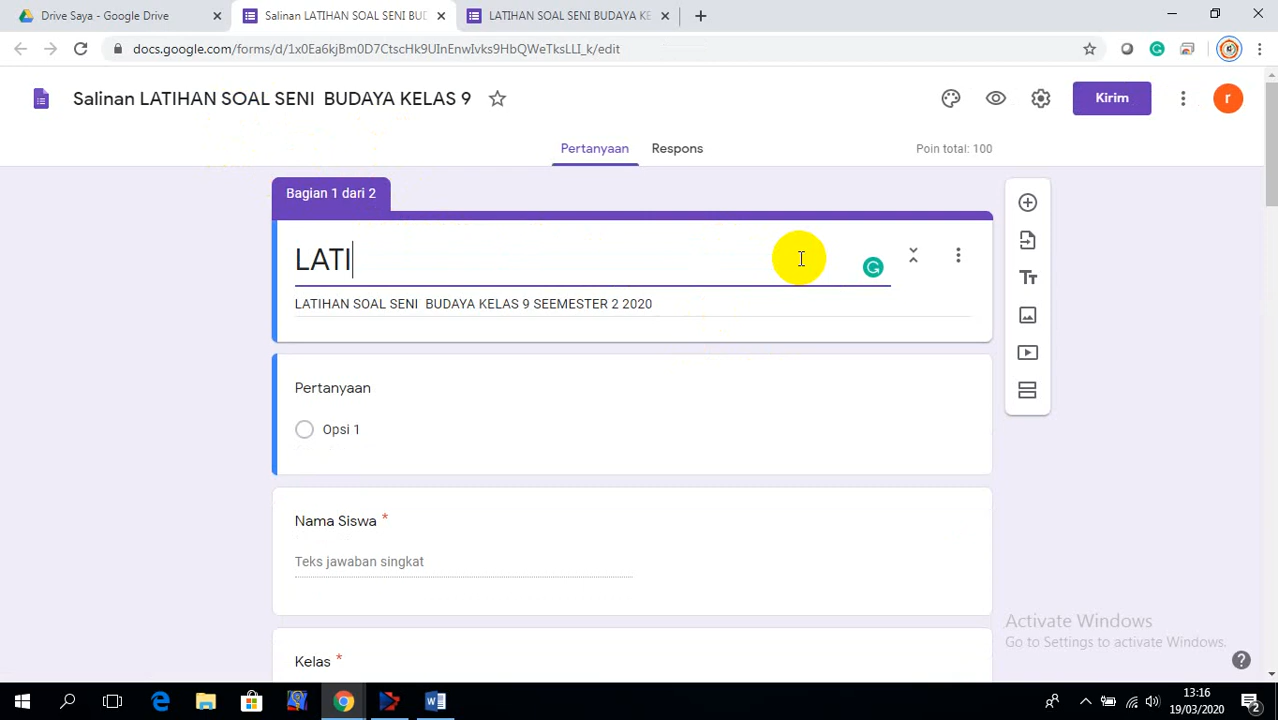 Drive Saya - Google Drive
Salinan LATIHAN SOAL SENI BUD
LATIHAN SOAL SENI BUDAYA KE
docs.google.com/forms/d/1x0Ea6kjBm0D7CtscHk9UInEnwIvks9HbQWeTksLLI_k/edit
Salinan LATIHAN SOAL SENI  BUDAYA KELAS 9
Kirim
r
Pertanyaan
Respons
Poin total: 100
Bagian 1 dari 2
LATI
LATIHAN SOAL SENI  BUDAYA KELAS 9 SEEMESTER 2 2020
Pertanyaan
Opsi 1
Nama Siswa *
Teks jawaban singkat
Kelas *
Activate Windows
Go to Settings to activate Windows.
13:16
19/03/2020
2